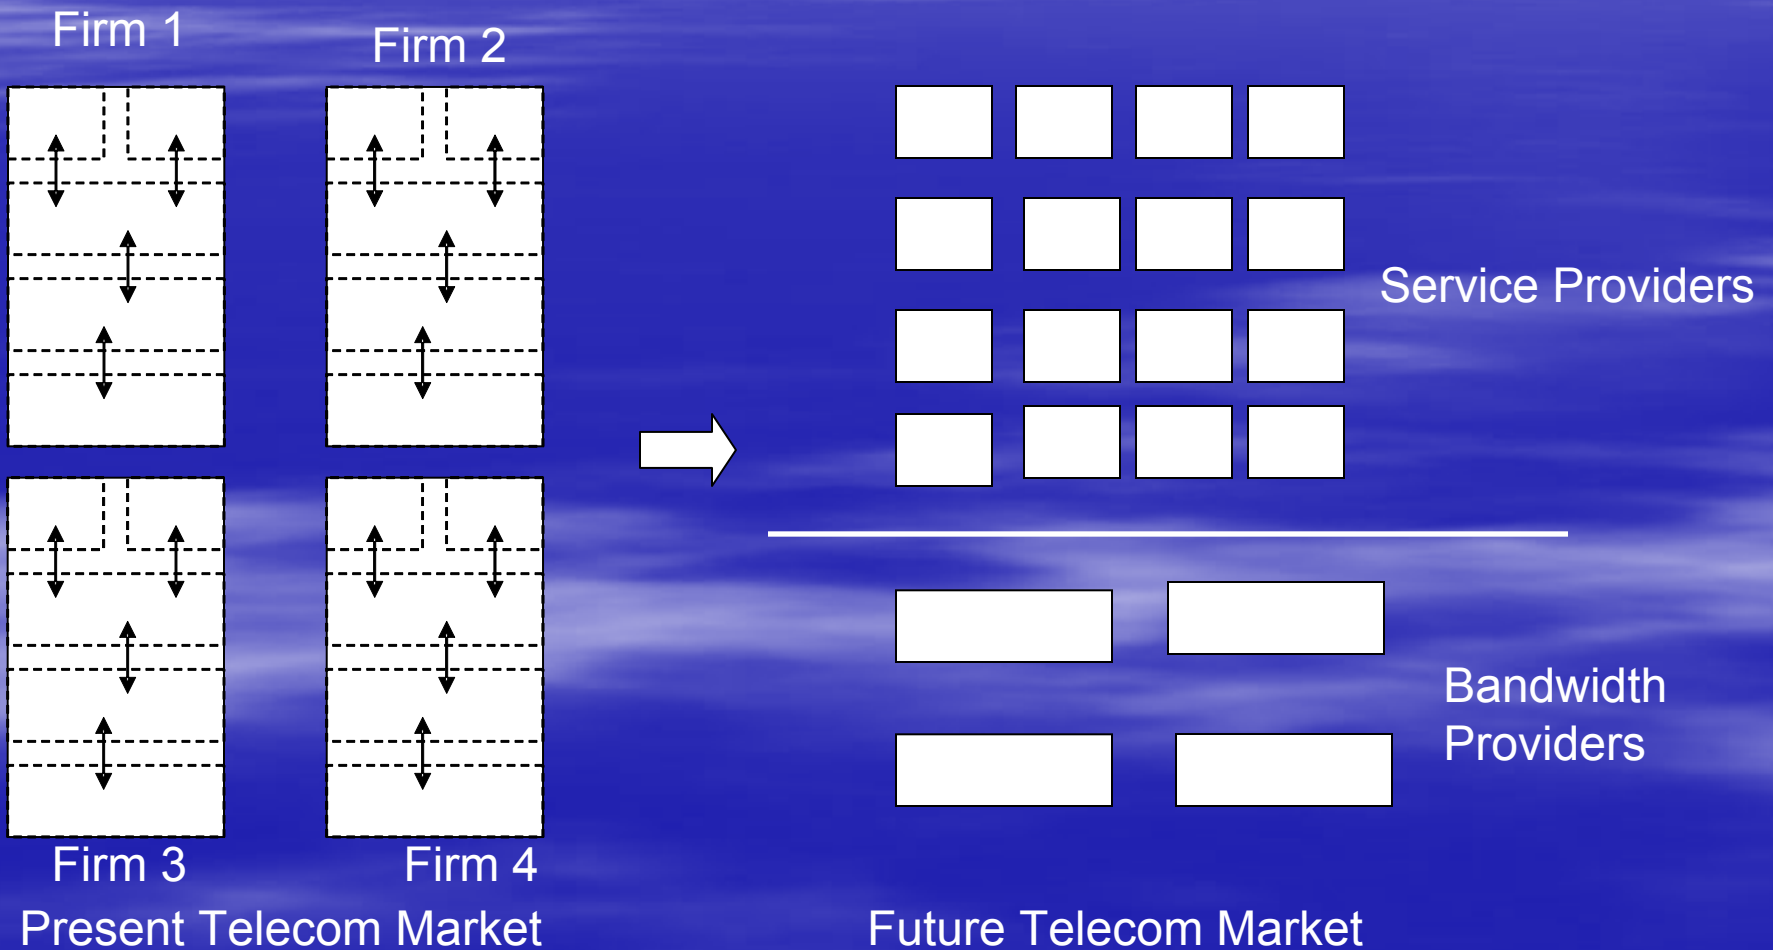 Firm 1
Firm 2
Service Providers
Bandwidth
Providers
Firm 3
Firm 4
Present Telecom Market
Future Telecom Market